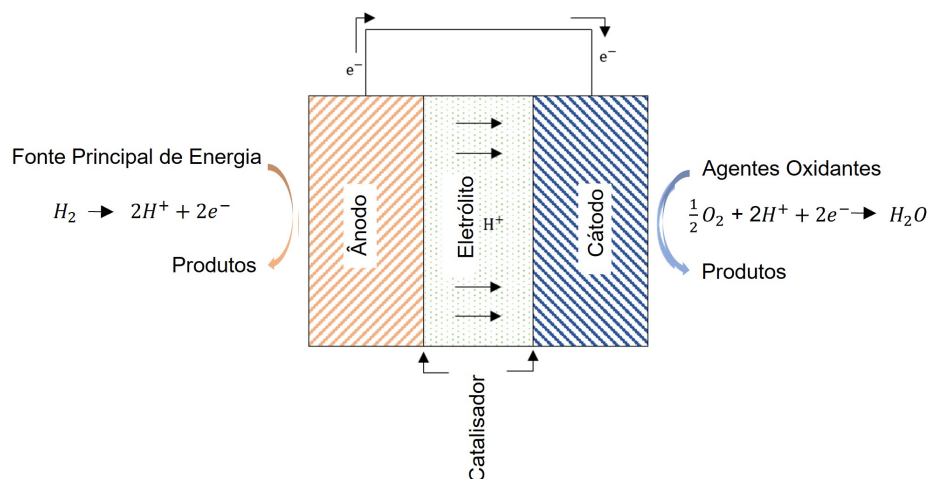 e⁻
e⁻
Fonte Principal de Energia
H₂ → 2H⁺ + 2e⁻
Produtos
Ânodo
Eletrólito
H⁺
Cátodo
Agentes Oxidantes
½O₂ + 2H⁺ + 2e⁻ → H₂O
Produtos
Catalisador